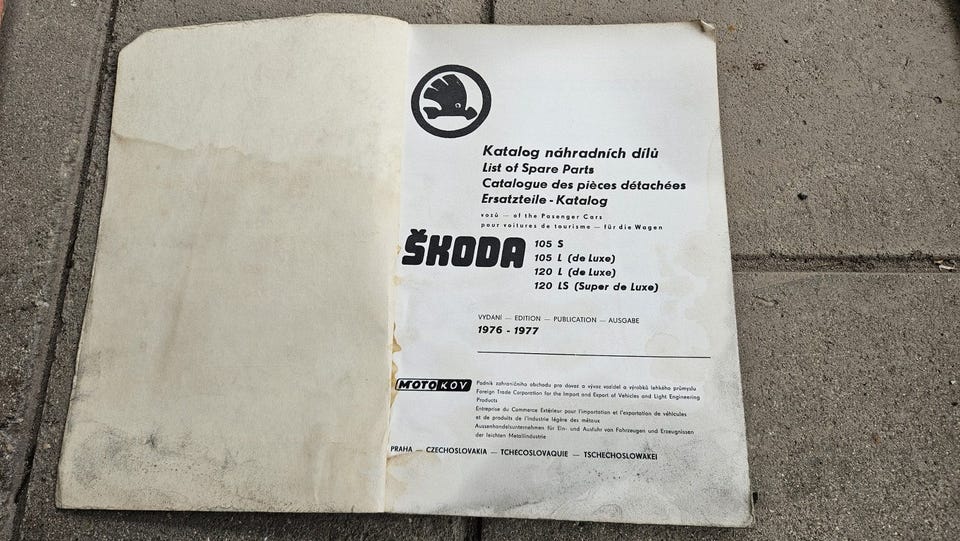 Katalog náhradních dílů
List of Spare Parts
Catalogue des pièces détachées
Ersatzteile - Katalog
vozů — of the Pasenger Cars
pour voitures de tourisme — für die Wagen
ŠKODA
105 S
105 L (de Luxe)
120 L (de Luxe)
120 LS (Super de Luxe)
VYDÁNÍ — EDITION — PUBLICATION — AUSGABE
1976 - 1977
MOTOKOV
Podnik zahraničního obchodu pro dovoz a vývoz vozidel a výrobků lehkého průmyslu
Foreign Trade Corporation for the Import and Export of Vehicles and Light Engineering
Products
Entreprise du Commerce Extérieur pour l'importation et l'exportation de véhicules
et de produits de l'industrie légère des métaux
Aussenhandelsunternehmen für Ein- und Ausfuhr von Fahrzeugen und Erzeugnissen
der leichten Metallindustrie
PRAHA — CZECHOSLOVAKIA — TCHECOSLOVAQUIE — TSCHECHOSLOWAKEI